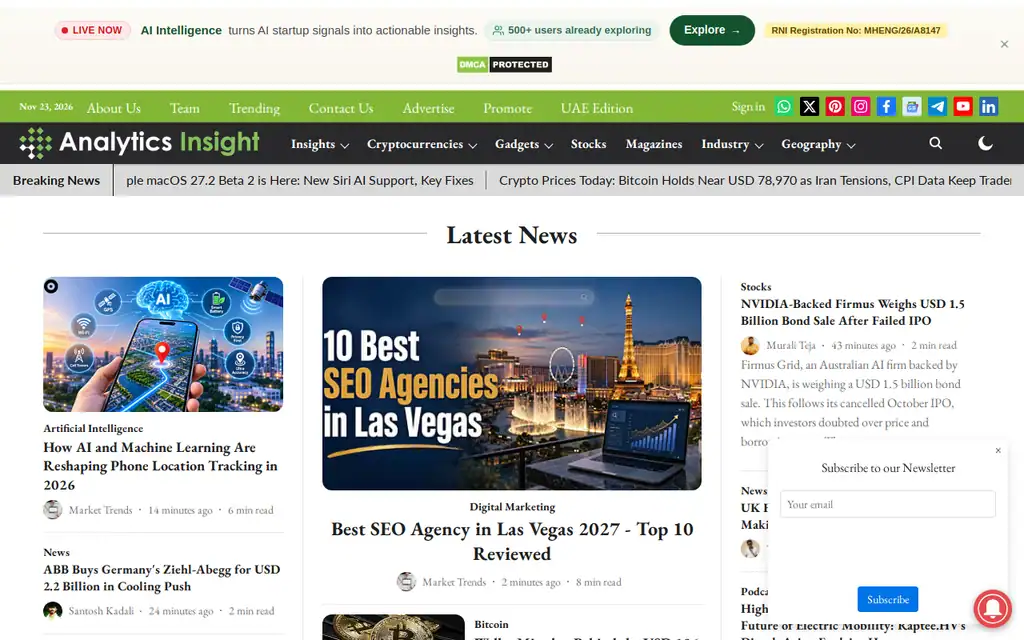 LIVE NOW AI Intelligence turns AI startup signals into actionable insights. 500+ users already exploring Explore → RNI Registration No: MHENG/26/A8147
DMCA PROTECTED
Nov 23, 2026 About Us Team Trending Contact Us Advertise Promote UAE Edition Sign in
Analytics Insight Insights Cryptocurrencies Gadgets Stocks Magazines Industry Geography
Breaking News ple macOS 27.2 Beta 2 is Here: New Siri AI Support, Key Fixes Crypto Prices Today: Bitcoin Holds Near USD 78,970 as Iran Tensions, CPI Data Keep Trader
Latest News
AI
GPS
Wi-Fi
10 Best
SEO Agencies
in Las Vegas
Artificial Intelligence
How AI and Machine Learning Are
Reshaping Phone Location Tracking in
2026
Market Trends · 14 minutes ago · 6 min read
News
ABB Buys Germany's Ziehl-Abegg for USD
2.2 Billion in Cooling Push
Santosh Kadali · 24 minutes ago · 2 min read
Digital Marketing
Best SEO Agency in Las Vegas 2027 - Top 10
Reviewed
Market Trends · 2 minutes ago · 8 min read
Bitcoin
Stocks
NVIDIA-Backed Firmus Weighs USD 1.5
Billion Bond Sale After Failed IPO
Murali Teja · 43 minutes ago · 2 min read
Firmus Grid, an Australian AI firm backed by
NVIDIA, is weighing a USD 1.5 billion bond
sale. This follows its cancelled October IPO,
which investors doubted over price and
News
UK
Maki
Podca
High
Future of Electric Mobility: Raptee.HV's
Subscribe to our Newsletter
Your email
Subscribe